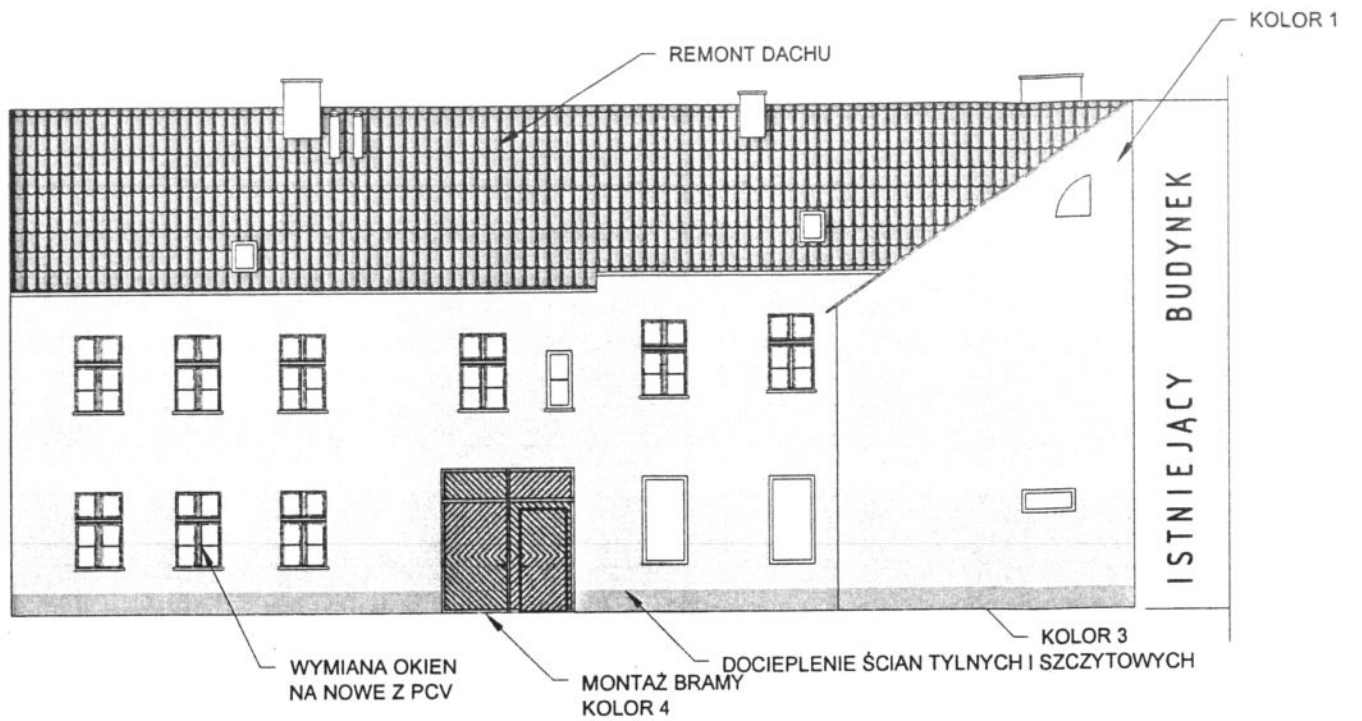 KOLOR 1
REMONT DACHU
ISTNIEJĄCY BUDYNEK
KOLOR 3
DOCIEPLENIE ŚCIAN TYLNYCH I SZCZYTOWYCH
WYMIANA OKIEN
NA NOWE Z PCV
MONTAŻ BRAMY
KOLOR 4